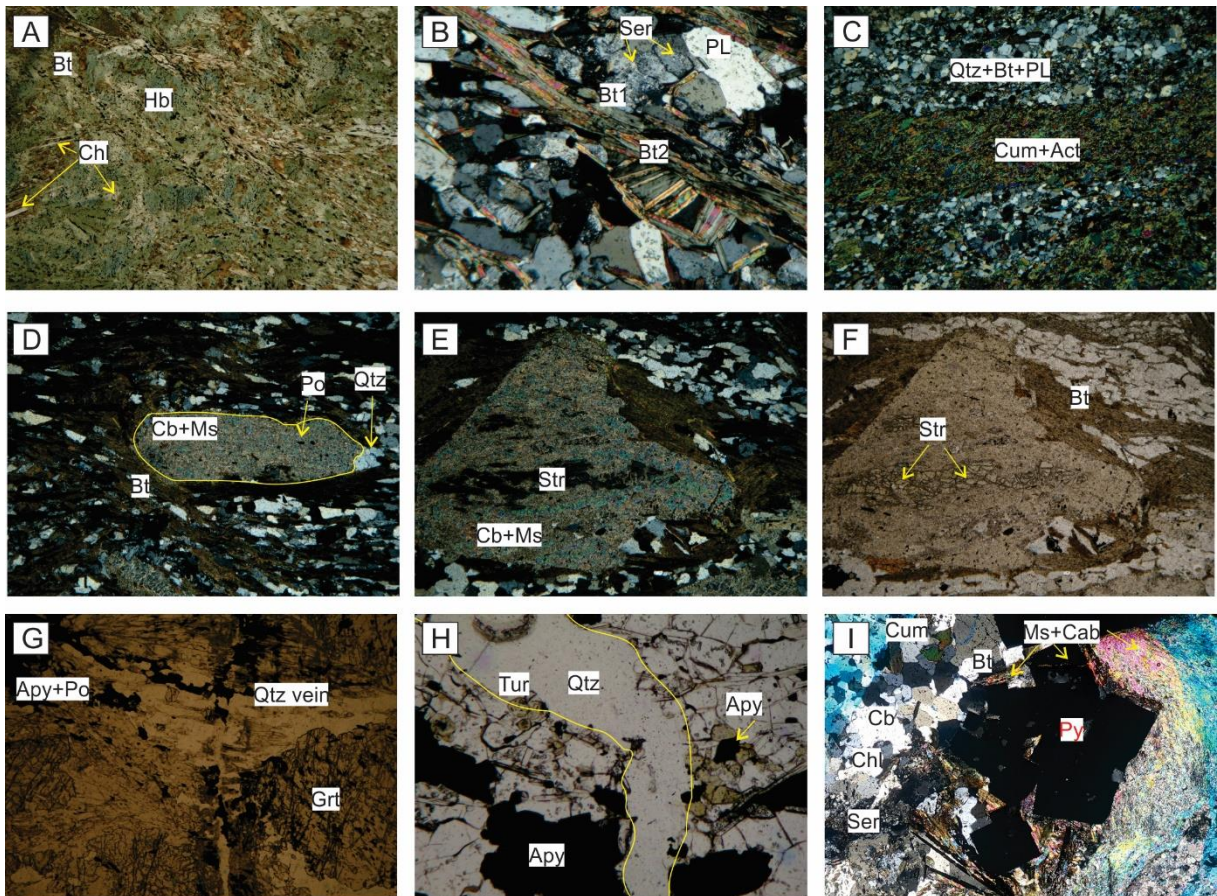 A
Bt
Hbl
Chl
B
Ser
PL
Bt1
Bt2
C
Qtz+Bt+PL
Cum+Act
D
Po
Qtz
Cb+Ms
Bt
E
Str
Cb+Ms
F
Bt
Str
G
Apy+Po
Qtz vein
Grt
H
Tur
Qtz
Apy
Apy
I
Cum
Ms+Cab
Bt
Cb
Py
Chl
Ser